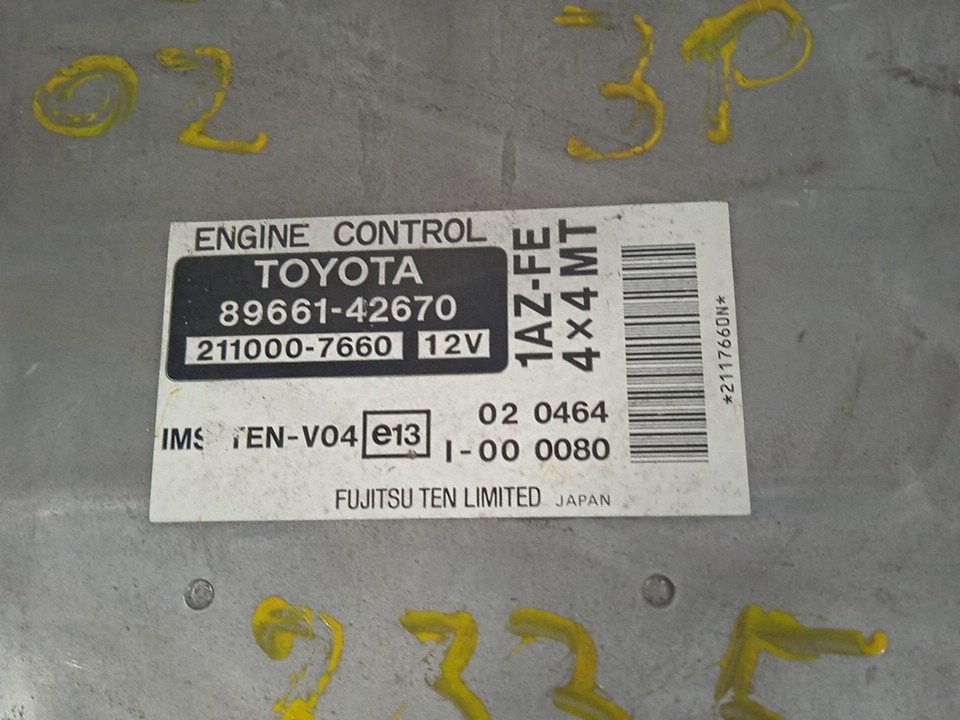 02 3P
ENGINE CONTROL
TOYOTA
89661-42670
211000-7660 12V
1AZ-FE
4×4 MT
*2117660N*
IMS TEN-V04 e13
02 0464
I-00 0080
FUJITSU TEN LIMITED JAPAN